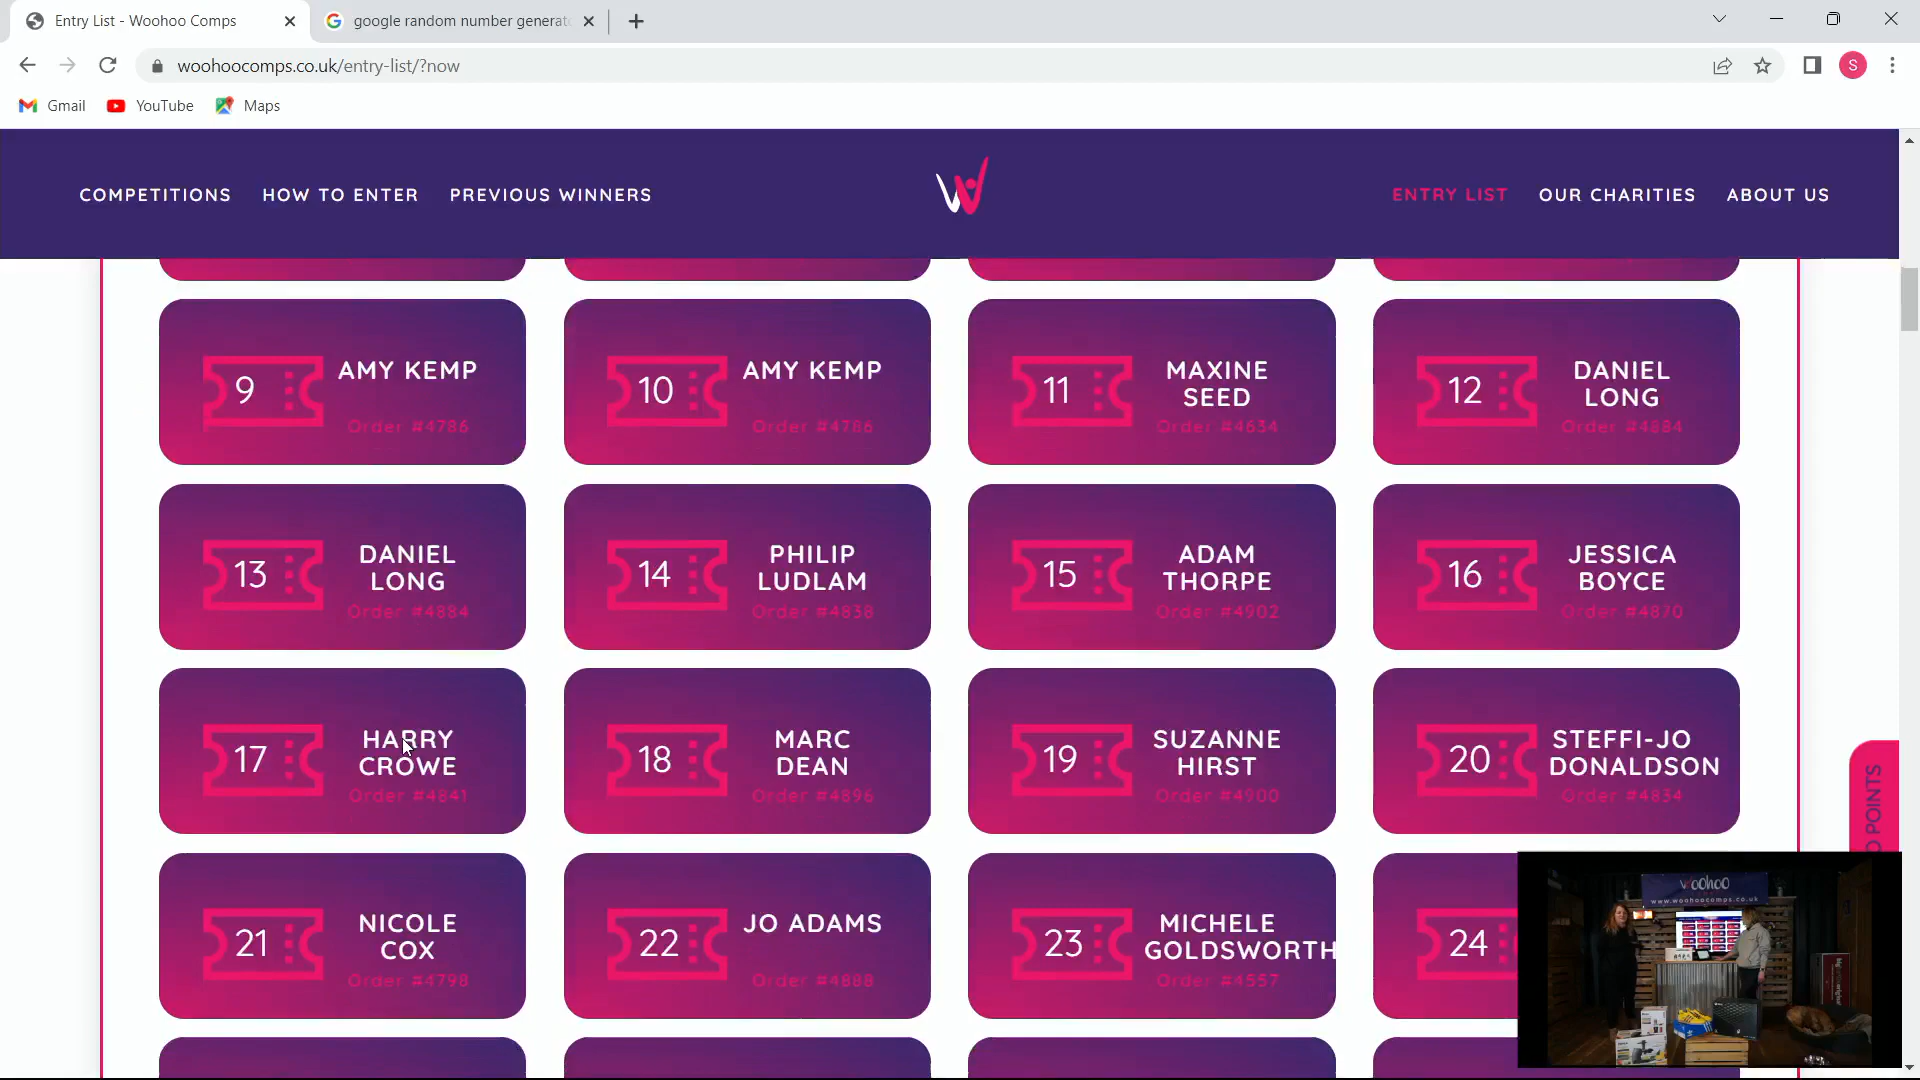 Entry List - Woohoo Comps
google random number generato
woohoocomps.co.uk/entry-list/?now
S
Gmail
YouTube
Maps
COMPETITIONS
HOW TO ENTER
PREVIOUS WINNERS
ENTRY LIST
OUR CHARITIES
ABOUT US
9
AMY KEMP
Order #4786
10
AMY KEMP
Order #4786
11
MAXINE
SEED
Order #4634
12
DANIEL
LONG
Order #4884
13
DANIEL
LONG
Order #4884
14
PHILIP
LUDLAM
Order #4838
15
ADAM
THORPE
Order #4902
16
JESSICA
BOYCE
Order #4870
17
HARRY
CROWE
Order #4841
18
MARC
DEAN
Order #4896
19
SUZANNE
HIRST
Order #4900
20
STEFFI-JO
DONALDSON
Order #4834
21
NICOLE
COX
Order #4798
22
JO ADAMS
Order #4888
23
MICHELE
GOLDSWORTH
Order #4557
24
POINTS
woohoo
www.woohoocomps.co.uk